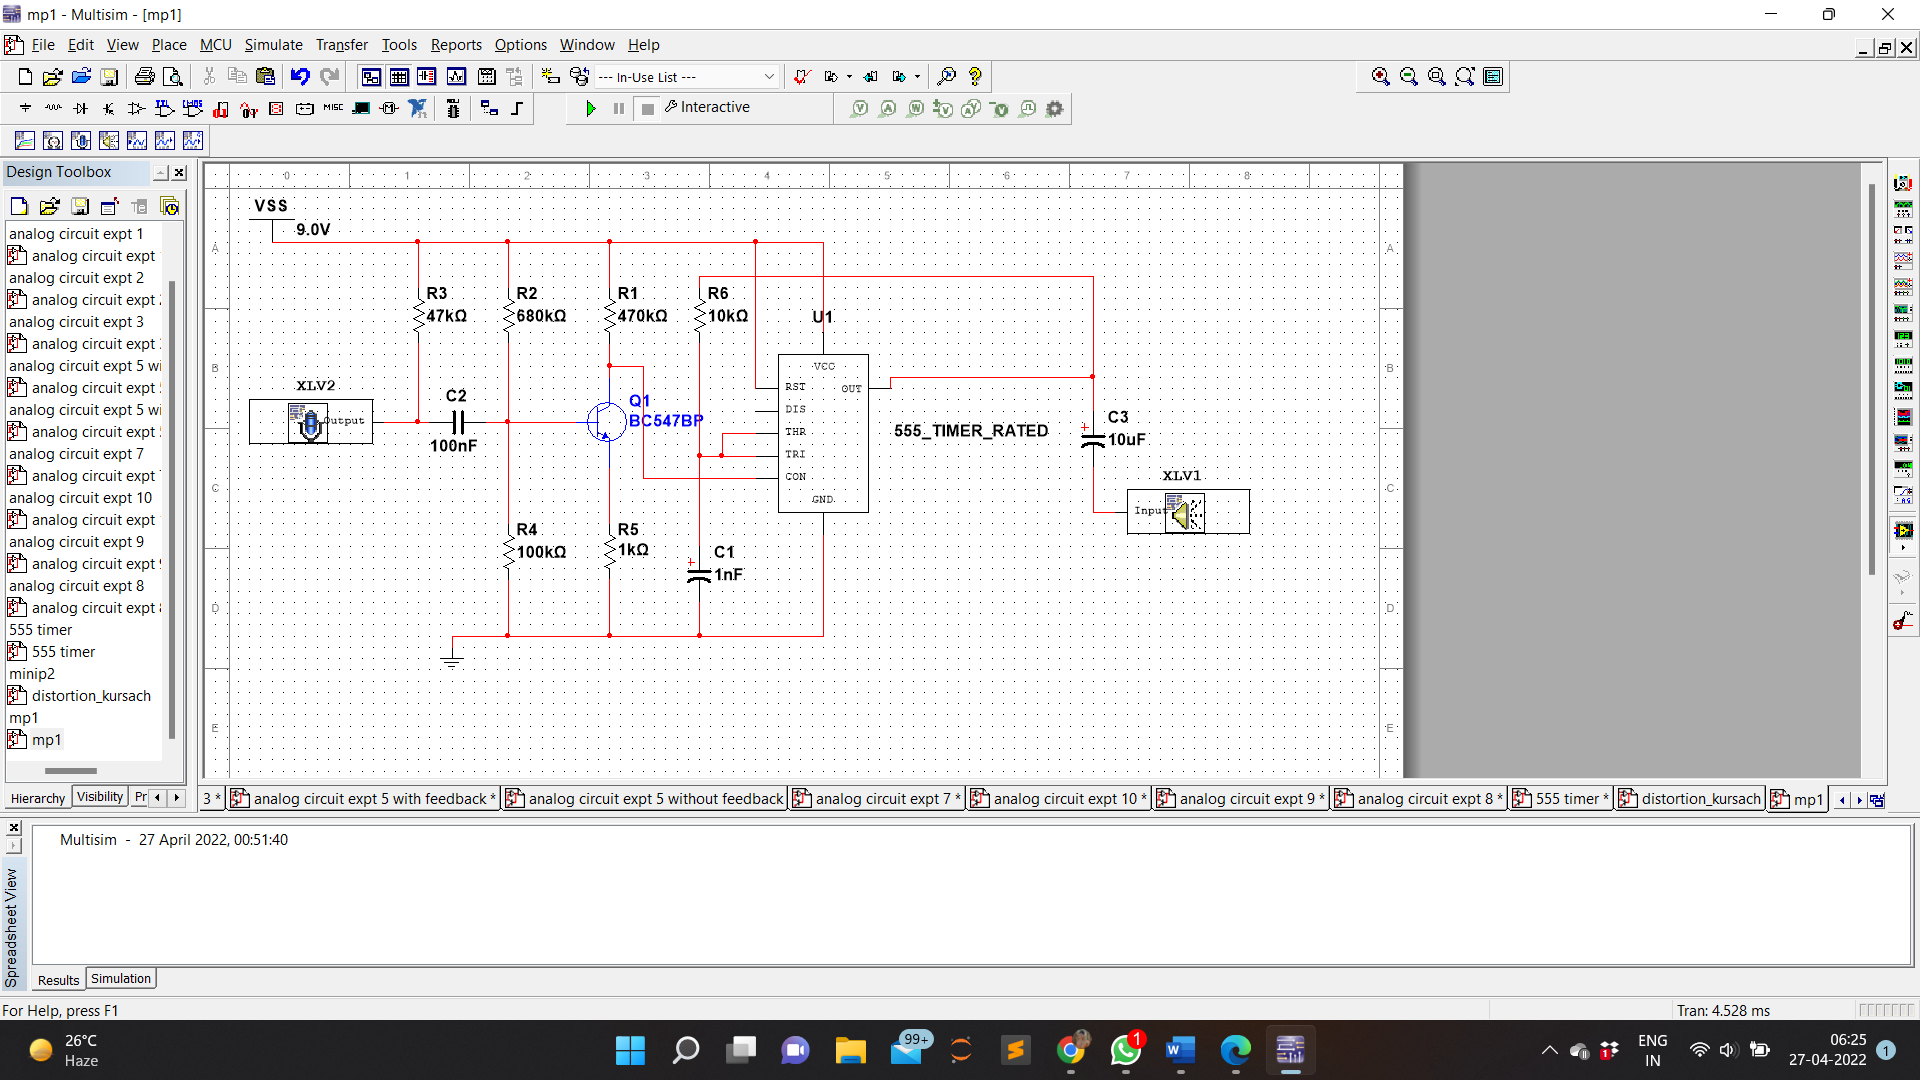 mp1 - Multisim - [mp1]
File Edit View Place MCU Simulate Transfer Tools Reports Options Window Help
--- In-Use List ---
MISC Interactive
Design Toolbox
analog circuit expt 1
analog circuit expt
analog circuit expt 2
analog circuit expt
analog circuit expt 3
analog circuit expt
analog circuit expt 5 wi
analog circuit expt
analog circuit expt 5 wi
analog circuit expt
analog circuit expt 7
analog circuit expt
analog circuit expt 10
analog circuit expt
analog circuit expt 9
analog circuit expt
analog circuit expt 8
analog circuit expt
555 timer
555 timer
minip2
distortion_kursach
mp1
mp1
Hierarchy Visibility Pr
0 1 2 3 4 5 6 7 8
A B C D E
A B C D E
VSS
9.0V
R3
47kΩ
R2
680kΩ
R1
470kΩ
R6
10kΩ
U1
VCC
RST
OUT
DIS
THR
TRI
CON
GND
555_TIMER_RATED
XLV2
Output
C2
100nF
Q1
BC547BP
C3
10uF
XLV1
Input
R4
100kΩ
R5
1kΩ
C1
1nF
3 * analog circuit expt 5 with feedback * analog circuit expt 5 without feedback analog circuit expt 7 * analog circuit expt 10 * analog circuit expt 9 * analog circuit expt 8 * 555 timer * distortion_kursach mp1
Spreadsheet View
Multisim - 27 April 2022, 00:51:40
Results Simulation
For Help, press F1
Tran: 4.528 ms
26°C
Haze
99+
1
1
ENG
IN
06:25
27-04-2022
1